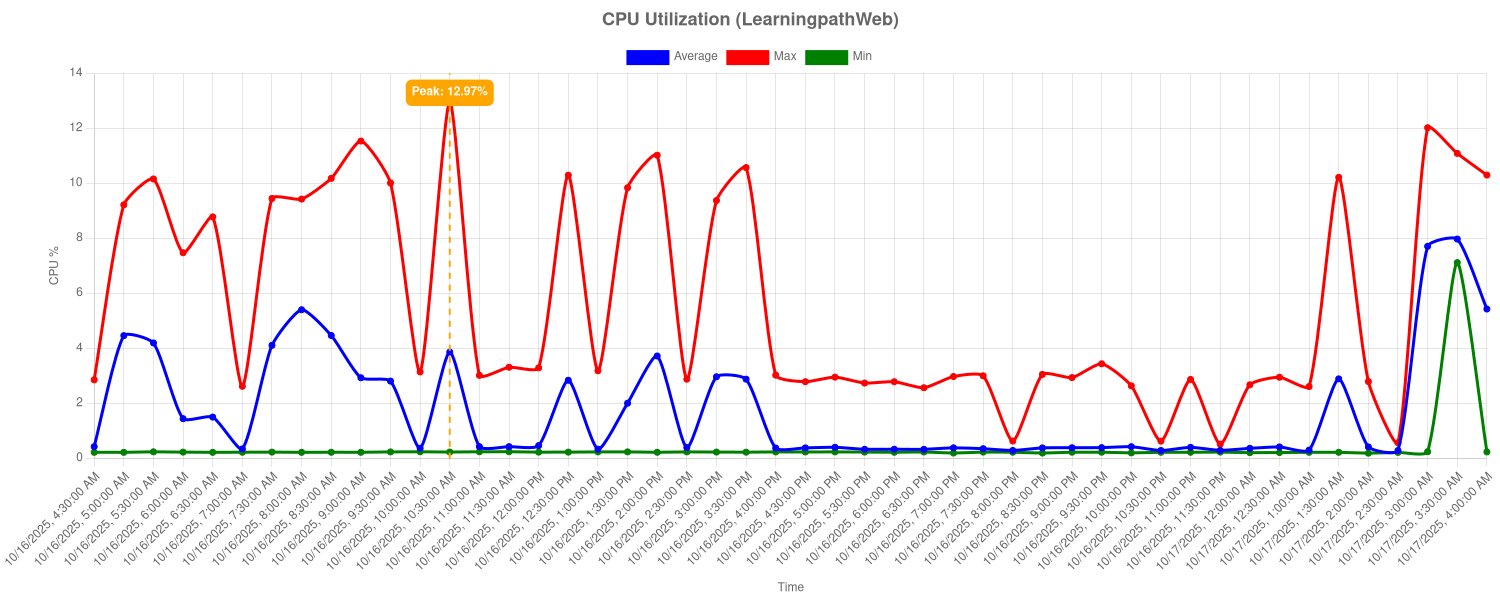 CPU Utilization (LearningpathWeb)
Average Max Min
14
Peak: 12.97%
12
10
8
CPU %
6
4
2
0
10/16/2025, 4:30:00 AM
10/16/2025, 5:00:00 AM
10/16/2025, 5:30:00 AM
10/16/2025, 6:00:00 AM
10/16/2025, 6:30:00 AM
10/16/2025, 7:00:00 AM
10/16/2025, 7:30:00 AM
10/16/2025, 8:00:00 AM
10/16/2025, 8:30:00 AM
10/16/2025, 9:00:00 AM
10/16/2025, 9:30:00 AM
10/16/2025, 10:00:00 AM
10/16/2025, 10:30:00 AM
10/16/2025, 11:00:00 AM
10/16/2025, 11:30:00 AM
10/16/2025, 12:00:00 PM
10/16/2025, 12:30:00 PM
10/16/2025, 1:00:00 PM
10/16/2025, 1:30:00 PM
10/16/2025, 2:00:00 PM
10/16/2025, 2:30:00 PM
10/16/2025, 3:00:00 PM
10/16/2025, 3:30:00 PM
10/16/2025, 4:00:00 PM
10/16/2025, 4:30:00 PM
10/16/2025, 5:00:00 PM
10/16/2025, 5:30:00 PM
10/16/2025, 6:00:00 PM
10/16/2025, 6:30:00 PM
10/16/2025, 7:00:00 PM
10/16/2025, 7:30:00 PM
10/16/2025, 8:00:00 PM
10/16/2025, 8:30:00 PM
10/16/2025, 9:00:00 PM
10/16/2025, 9:30:00 PM
10/16/2025, 10:00:00 PM
10/16/2025, 10:30:00 PM
10/16/2025, 11:00:00 PM
10/16/2025, 11:30:00 PM
10/17/2025, 12:00:00 AM
10/17/2025, 12:30:00 AM
10/17/2025, 1:00:00 AM
10/17/2025, 1:30:00 AM
10/17/2025, 2:00:00 AM
10/17/2025, 2:30:00 AM
10/17/2025, 3:00:00 AM
10/17/2025, 3:30:00 AM
10/17/2025, 4:00:00 AM
Time